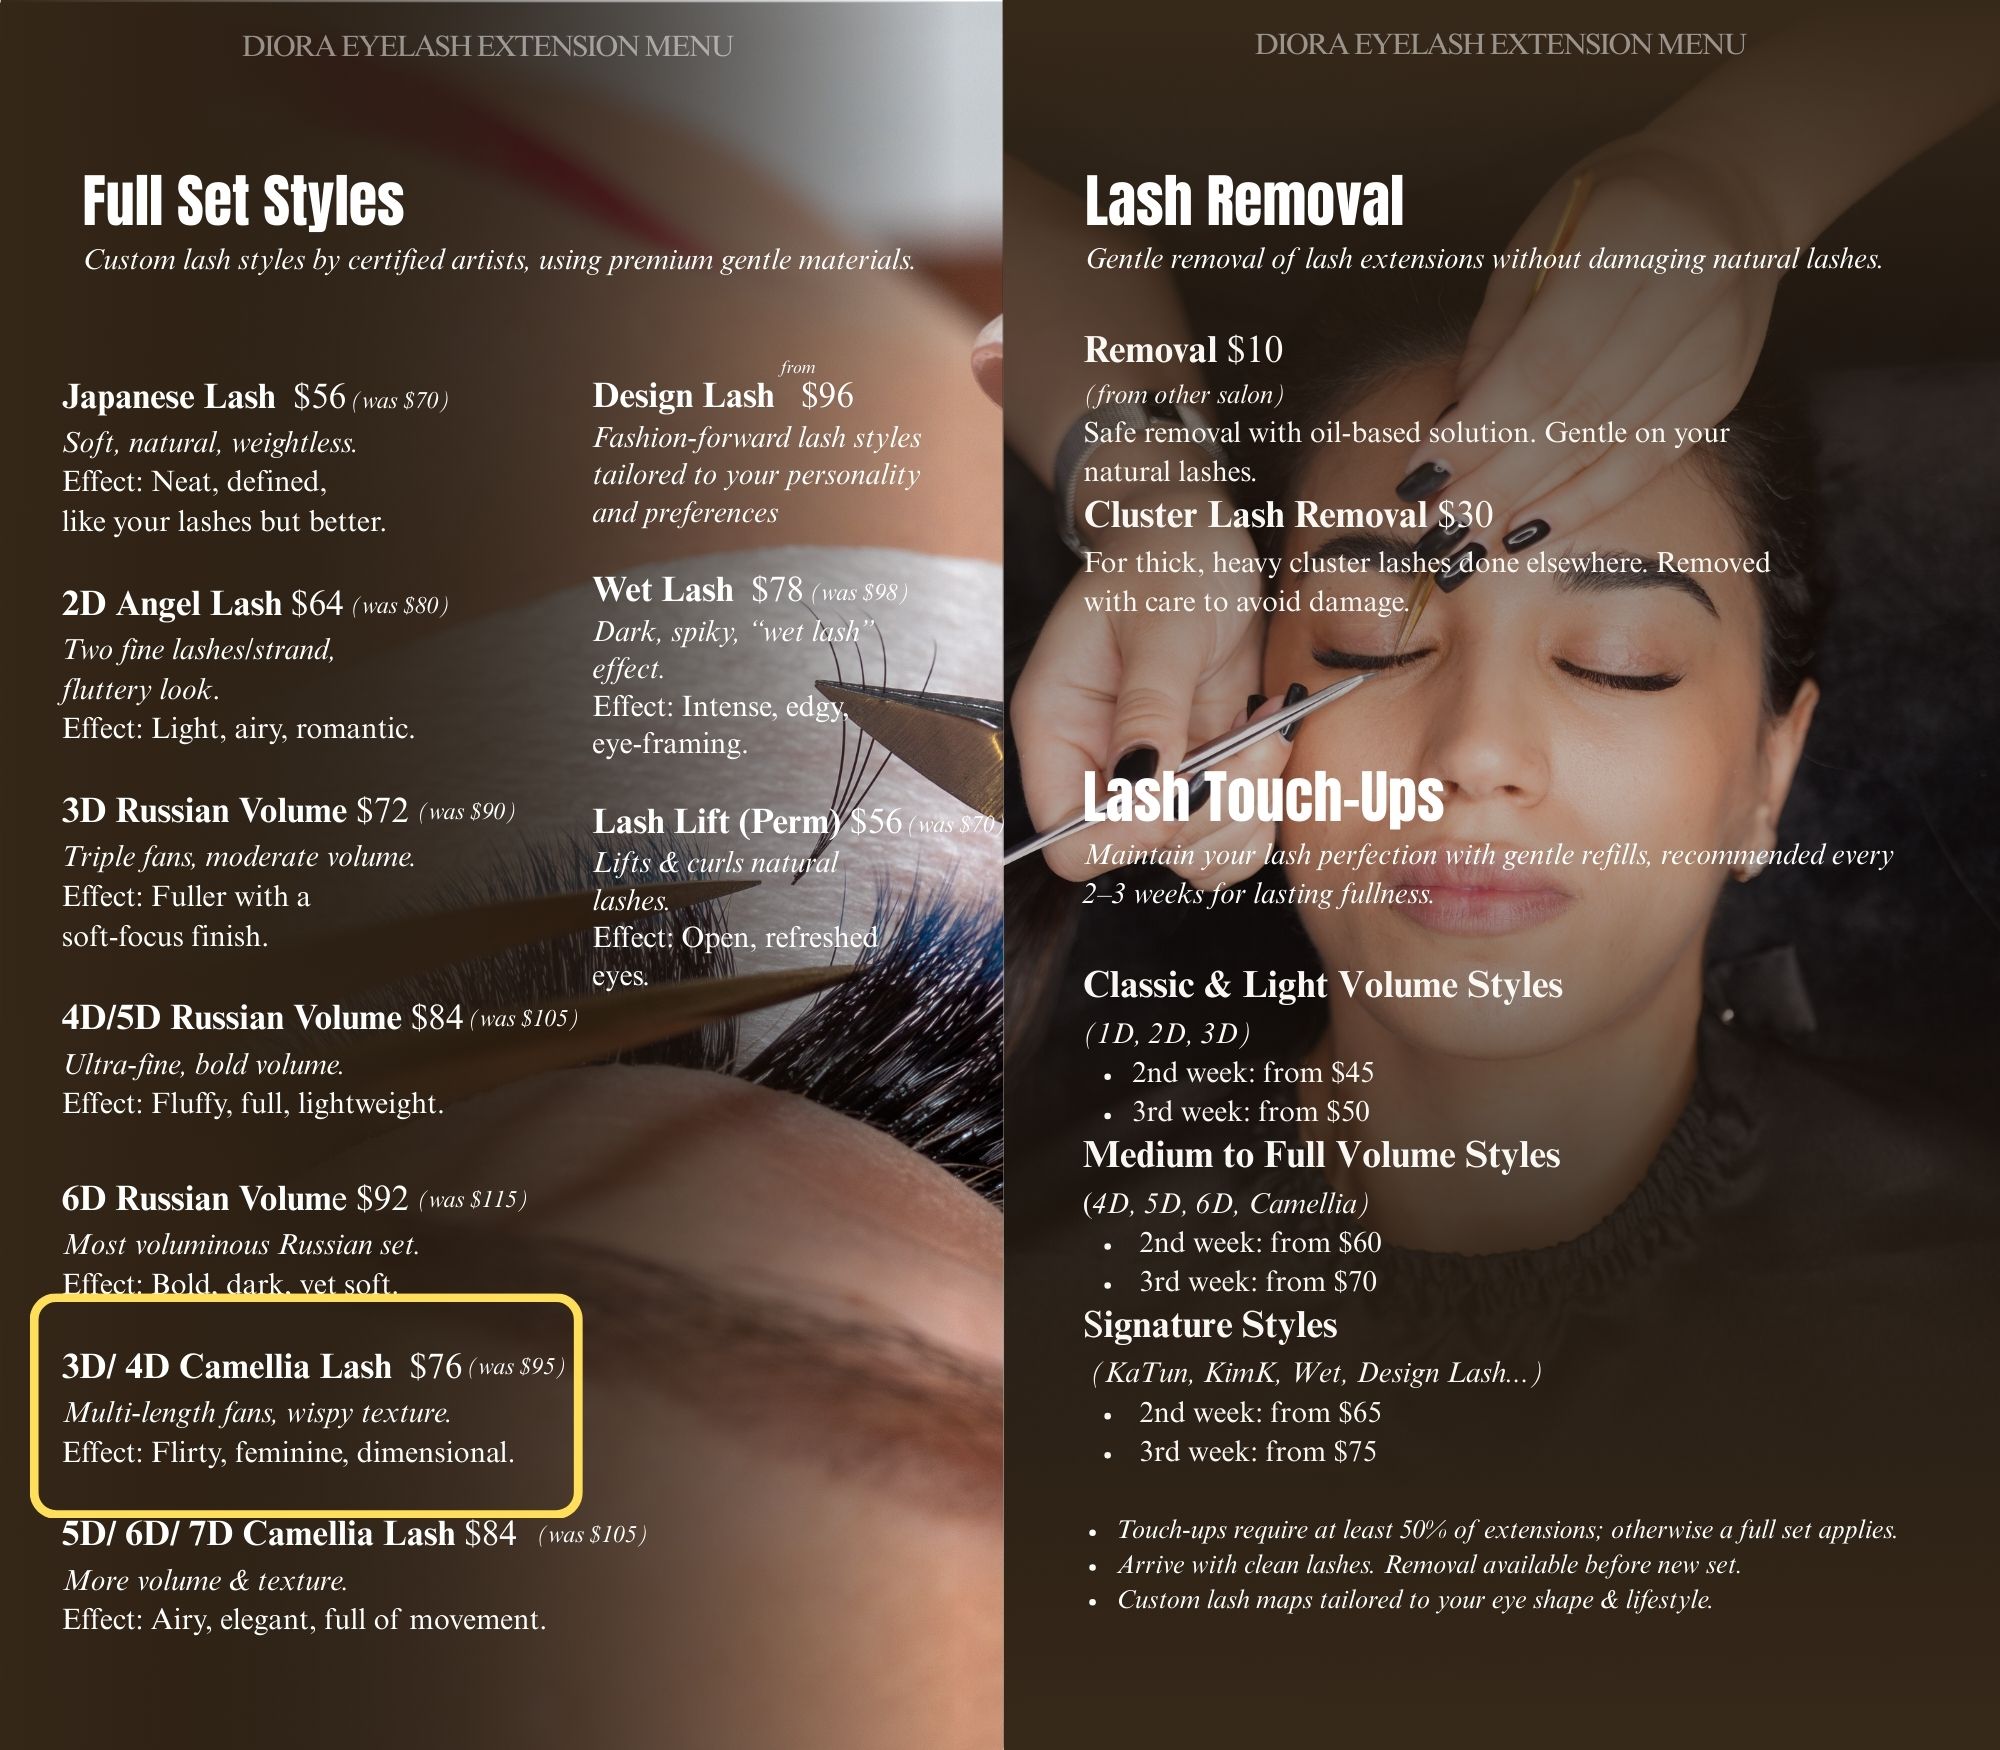 DIORA EYELASH EXTENSION MENU
Full Set Styles
Custom lash styles by certified artists, using premium gentle materials.
Japanese Lash $56 (was $70)
Soft, natural, weightless.
Effect: Neat, defined,
like your lashes but better.
2D Angel Lash $64 (was $80)
Two fine lashes/strand,
fluttery look.
Effect: Light, airy, romantic.
3D Russian Volume $72 (was $90)
Triple fans, moderate volume.
Effect: Fuller with a
soft-focus finish.
4D/5D Russian Volume $84 (was $105)
Ultra-fine, bold volume.
Effect: Fluffy, full, lightweight.
6D Russian Volume $92 (was $115)
Most voluminous Russian set.
Effect: Bold, dark, yet soft.
3D/ 4D Camellia Lash $76 (was $95)
Multi-length fans, wispy texture.
Effect: Flirty, feminine, dimensional.
5D/ 6D/ 7D Camellia Lash $84 (was $105)
More volume & texture.
Effect: Airy, elegant, full of movement.
from
Design Lash $96
Fashion-forward lash styles
tailored to your personality
and preferences
Wet Lash $78 (was $98)
Dark, spiky, “wet lash”
effect.
Effect: Intense, edgy,
eye-framing.
Lash Lift (Perm) $56 (was $70)
Lifts & curls natural
lashes.
Effect: Open, refreshed
eyes.
DIORA EYELASH EXTENSION MENU
Lash Removal
Gentle removal of lash extensions without damaging natural lashes.
Removal $10
(from other salon)
Safe removal with oil-based solution. Gentle on your
natural lashes.
Cluster Lash Removal $30
For thick, heavy cluster lashes done elsewhere. Removed
with care to avoid damage.
Lash Touch-Ups
Maintain your lash perfection with gentle refills, recommended every
2–3 weeks for lasting fullness.
Classic & Light Volume Styles
(1D, 2D, 3D)
• 2nd week: from $45
• 3rd week: from $50
Medium to Full Volume Styles
(4D, 5D, 6D, Camellia)
• 2nd week: from $60
• 3rd week: from $70
Signature Styles
(KaTun, KimK, Wet, Design Lash...)
• 2nd week: from $65
• 3rd week: from $75
• Touch-ups require at least 50% of extensions; otherwise a full set applies.
• Arrive with clean lashes. Removal available before new set.
• Custom lash maps tailored to your eye shape & lifestyle.